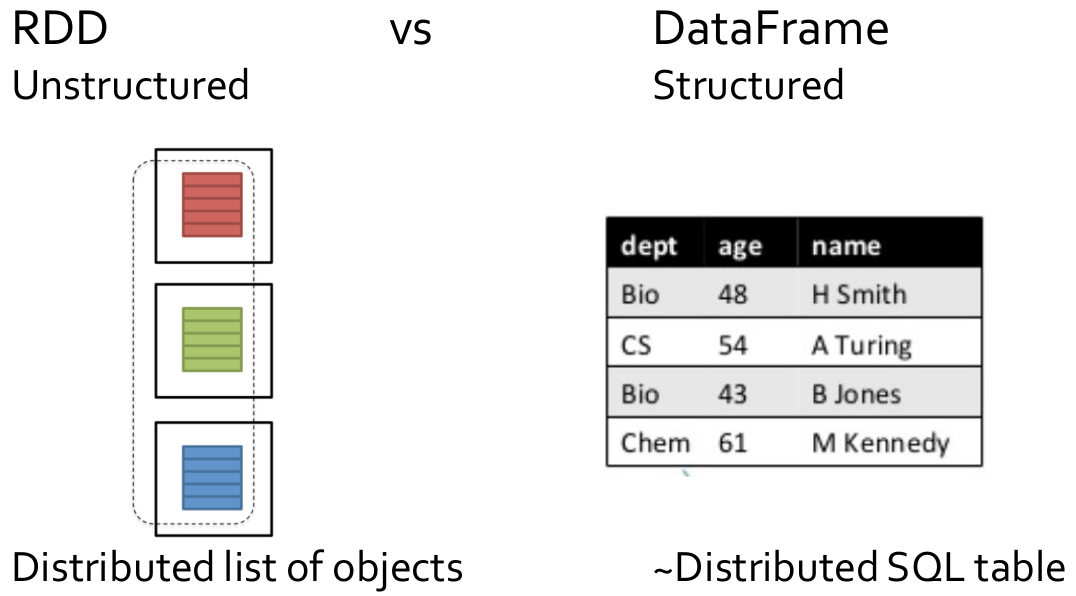 RDD vs DataFrame
Unstructured Structured
dept age name
Bio 48 H Smith
CS 54 A Turing
Bio 43 B Jones
Chem 61 M Kennedy
Distributed list of objects ~Distributed SQL table